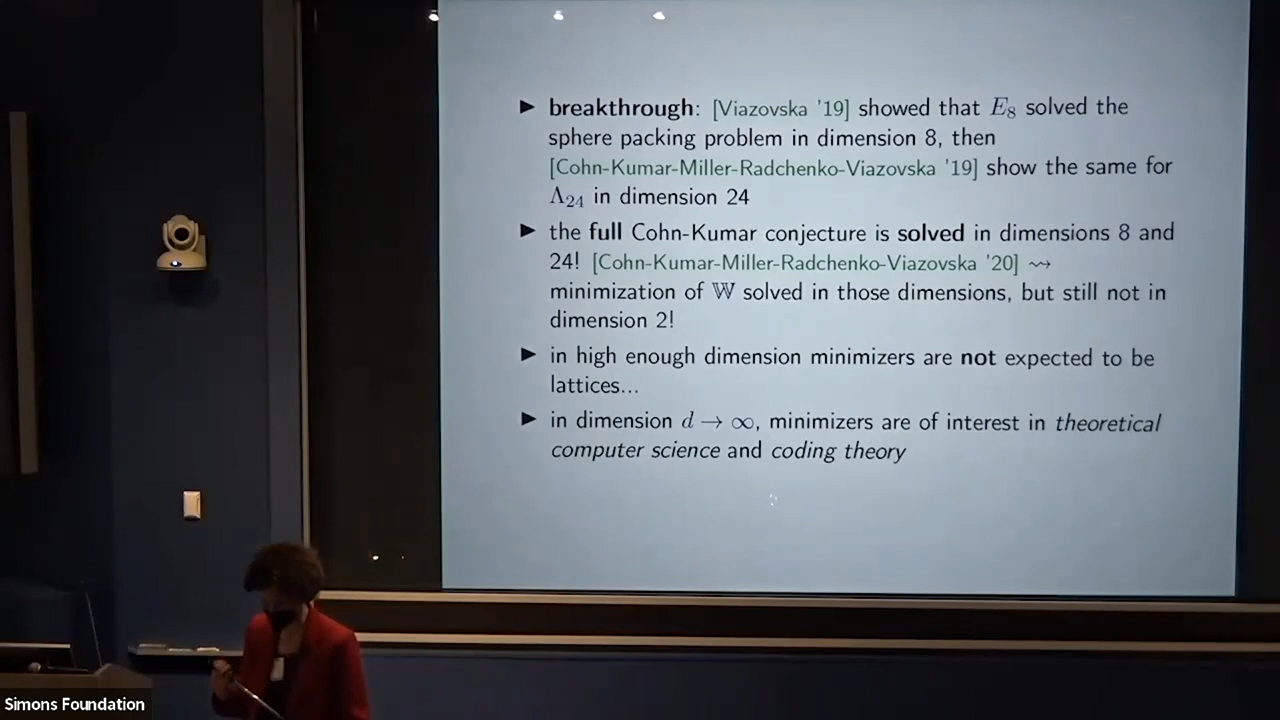 ▶ breakthrough: [Viazovska '19] showed that E₈ solved the
sphere packing problem in dimension 8, then
[Cohn-Kumar-Miller-Radchenko-Viazovska '19] show the same for
Λ₂₄ in dimension 24
▶ the full Cohn-Kumar conjecture is solved in dimensions 8 and
24! [Cohn-Kumar-Miller-Radchenko-Viazovska '20] ⇝
minimization of 𝕎 solved in those dimensions, but still not in
dimension 2!
▶ in high enough dimension minimizers are not expected to be
lattices...
▶ in dimension d → ∞, minimizers are of interest in theoretical
computer science and coding theory
Simons Foundation